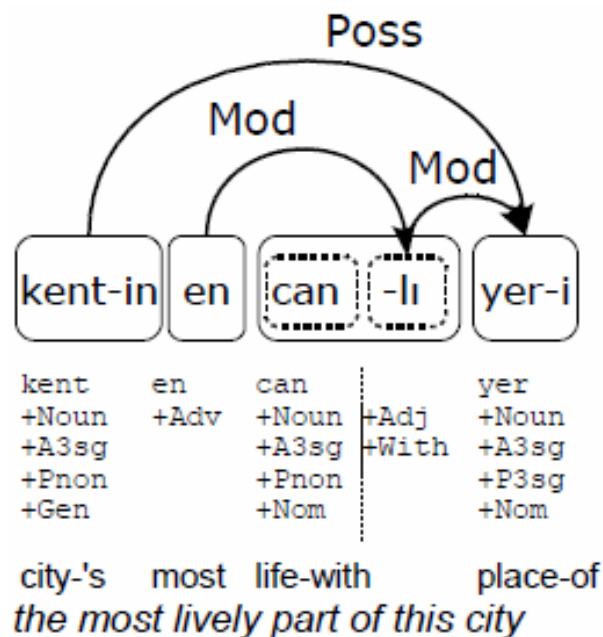 Poss
Mod
Mod
kent-in en can -lı yer-i
kent en can yer
+Noun +Adv +Noun +Adj +Noun
+A3sg +A3sg +With +A3sg
+Pnon +Pnon +P3sg
+Gen +Nom +Nom
city-'s most life-with place-of
the most lively part of this city